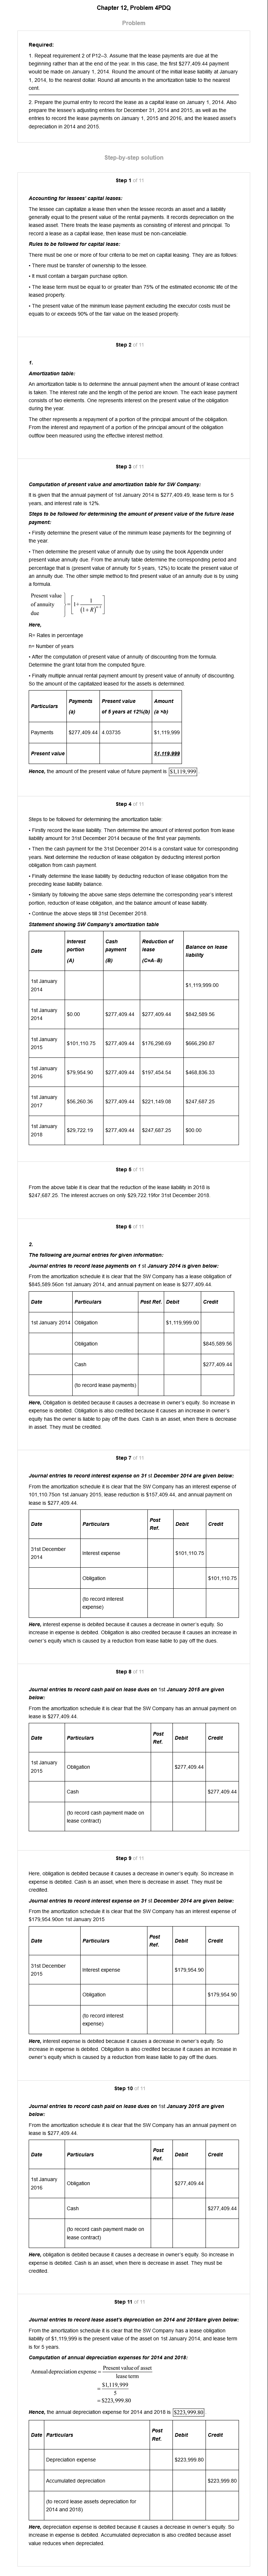 Chapter 12, Problem 4PDQ
Problem
Required:
1. Repeat requirement 2 of P12–3. Assume that the lease payments are due at the
beginning rather than at the end of the year. In this case, the first $277,409.44 payment
would be made on January 1, 2014. Round the amount of the initial lease liability at January
1, 2014, to the nearest dollar. Round all amounts in the amortization table to the nearest
cent.
2. Prepare the journal entry to record the lease as a capital lease on January 1, 2014. Also
prepare the lessee's adjusting entries for December 31, 2014 and 2015, as well as the
entries to record the lease payments on January 1, 2015 and 2016, and the leased asset's
depreciation in 2014 and 2015.
Step-by-step solution
Step 1 of 11
Accounting for lessees' capital leases:
The lessee can capitalize a lease then when the lessee records an asset and a liability
generally equal to the present value of the rental payments. It records depreciation on the
leased asset. There treats the lease payments as consisting of interest and principal. To
record a lease as a capital lease, then lease must be non-cancelable.
Rules to be followed for capital lease:
There must be one or more of four criteria to be met on capital leasing. They are as follows.
• There must be transfer of ownership to the lessee.
• It must contain a bargain purchase option.
• The lease term must be equal to or greater than 75% of the estimated economic life of the
leased property.
• The present value of the minimum lease payment excluding the executor costs must be
equals to or exceeds 90% of the fair value on the leased property.
Step 2 of 11
1.
Amortization table:
An amortization table is to determine the annual payment when the amount of lease contract
is taken. The interest rate and the length of the period are known. The each lease payment
consists of two elements. One represents interest on the present value of the obligation
during the year.
The other represents a repayment of a portion of the principal amount of the obligation.
From the interest and repayment of a portion of the principal amount of the obligation
outflow been measured using the effective interest method.
Step 3 of 11
Computation of present value and amortization table for SW Company:
It is given that the annual payment of 1st January 2014 is $277,409.49, lease term is for 5
years, and interest rate is 12%.
Steps to be followed for determining the amount of present value of the future lease
payment:
• Firstly determine the present value of the minimum lease payments for the beginning of
the year.
• Then determine the present value of annuity due by using the book Appendix under
present value annuity due. From the annuity table determine the corresponding period and
percentage that is (present value of annuity for 5 years, 12%) to locate the present value of
an annuity due. The other simple method to find present value of an annuity due is by using
a formula.
Present value
of annuity
due
= [1+ 1/(1+R)^n-1]
Here,
R= Rates in percentage
n= Number of years
• After the computation of present value of annuity of discounting from the formula.
Determine the grant total from the computed figure.
• Finally multiple annual rental payment amount by present value of annuity of discounting.
So the amount of the capitalized leased for the assets is determined.
Particulars Payments (a) Present value of 5 years at 12%(b) Amount (a ×b)
Payments $277,409.44 4.03735 $1,119,999
Present value $1,119,999
Hence, the amount of the present value of future payment is $1,119,999.
Step 4 of 11
Steps to be followed for determining the amortization table:
• Firstly record the lease liability. Then determine the amount of interest portion from lease
liability amount for 31st December 2014 because of the first year payments.
• Then the cash payment for the 31st December 2014 is a constant value for corresponding
years. Next determine the reduction of lease obligation by deducting interest portion
obligation from cash payment.
• Finally determine the lease liability by deducting reduction of lease obligation from the
preceding lease liability balance.
• Similarly by following the above same steps determine the corresponding year's interest
portion, reduction of lease obligation, and the balance amount of lease liability.
• Continue the above steps till 31st December 2018.
Statement showing SW Company's amortization table
Date Interest portion (A) Cash payment (B) Reduction of lease (C=A-B) Balance on lease liability
1st January 2014 $1,119,999.00
1st January 2014 $0.00 $277,409.44 $277,409.44 $842,589.56
1st January 2015 $101,110.75 $277,409.44 $176,298.69 $666,290.87
1st January 2016 $79,954.90 $277,409.44 $197,454.54 $468,836.33
1st January 2017 $56,260.36 $277,409.44 $221,149.08 $247,687.25
1st January 2018 $29,722.19 $277,409.44 $247,687.25 $00.00
Step 5 of 11
From the above table it is clear that the reduction of the lease liability in 2018 is
$247,687.25. The interest accrues on only $29,722.19for 31st December 2018.
Step 6 of 11
2.
The following are journal entries for given information:
Journal entries to record lease payments on 1 st January 2014 is given below:
From the amortization schedule it is clear that the SW Company has a lease obligation of
$845,589.56on 1st January 2014, and annual payment on lease is $277,409.44.
Date Particulars Post Ref. Debit Credit
1st January 2014 Obligation $1,119,999.00
Obligation $845,589.56
Cash $277,409.44
(to record lease payments)
Here, Obligation is debited because it causes a decrease in owner's equity. So increase in
expense is debited. Obligation is also credited because it causes an increase in owner's
equity has the owner is liable to pay off the dues. Cash is an asset, when there is decrease
in asset. They must be credited.
Step 7 of 11
Journal entries to record interest expense on 31 st December 2014 are given below:
From the amortization schedule it is clear that the SW Company has an interest expense of
101,110.75on 1st January 2015, lease reduction is $157,409.44, and annual payment on
lease is $277,409.44.
Date Particulars Post Ref. Debit Credit
31st December 2014 Interest expense $101,110.75
Obligation $101,110.75
(to record interest expense)
Here, Interest expense is debited because it causes a decrease in owner's equity. So
increase in expense is debited. Obligation is also credited because it causes an increase in
owner's equity which is caused by a reduction from lease liable to pay off the dues.
Step 8 of 11
Journal entries to record cash paid on lease dues on 1st January 2015 are given
below:
From the amortization schedule it is clear that the SW Company has an annual payment on
lease is $277,409.44.
Date Particulars Post Ref. Debit Credit
1st January 2015 Obligation $277,409.44
Cash $277,409.44
(to record cash payment made on lease contract)
Step 9 of 11
Here, obligation is debited because it causes a decrease in owner's equity. So increase in
expense is debited. Cash is an asset, when there is decrease in asset. They must be
credited.
Journal entries to record interest expense on 31 st December 2014 are given below:
From the amortization schedule it is clear that the SW Company has an interest expense of
$179,954.90on 1st January 2015.
Date Particulars Post Ref. Debit Credit
31st December 2015 Interest expense $179,954.90
Obligation $179,954.90
(to record interest expense)
Here, interest expense is debited because it causes a decrease in owner's equity. So
increase in expense is debited. Obligation is also credited because it causes an increase in
owner's equity which is caused by a reduction from lease liable to pay off the dues.
Step 10 of 11
Journal entries to record cash paid on lease dues on 1st January 2015 are given
below:
From the amortization schedule it is clear that the SW Company has an annual payment on
lease is $277,409.44.
Date Particulars Post Ref. Debit Credit
1st January 2016 Obligation $277,409.44
Cash $277,409.44
(to record cash payment made on lease contract)
Here, obligation is debited because it causes a decrease in owner's equity. So increase in
expense is debited. Cash is an asset, when there is decrease in asset. They must be
credited.
Step 11 of 11
Journal entries to record lease asset's depreciation on 2014 and 2018are given below:
From the amortization schedule it is clear that the SW Company has a lease obligation
liability of $1,119,999 is the present value of the asset on 1st January 2014, and lease term
is for 5 years.
Computation of annual depreciation expenses for 2014 and 2018:
Annual depreciation expense = Present value of asset / lease term
= $1,119,999 / 5
= $223,999.80
Hence, the annual depreciation expense for 2014 and 2018 is $223,999.80.
Date Particulars Post Ref. Debit Credit
Depreciation expense $223,999.80
Accumulated depreciation $223,999.80
(to record lease assets depreciation for 2014 and 2018)
Here, depreciation expense is debited because it causes a decrease in owner's equity. So
increase in expense is debited. Accumulated depreciation is also credited because asset
value reduces when depreciated.